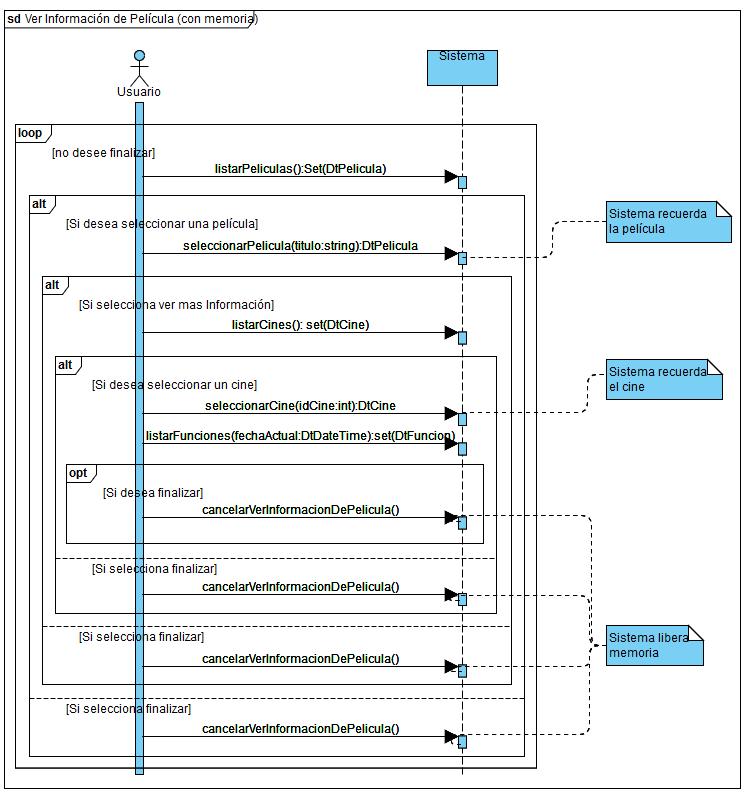 sd Ver Información de Película (con memoria)
Sistema
Usuario
loop
[no desee finalizar]
listarPeliculas():Set(DtPelicula)
alt
[Si desea seleccionar una película]
Sistema recuerda
la película
seleccionarPelicula(titulo:string):DtPelicula
alt
[Si selecciona ver mas Información]
listarCines(): set(DtCine)
alt
[Si desea seleccionar un cine]
Sistema recuerda
el cine
seleccionarCine(idCine:int):DtCine
listarFunciones(fechaActual:DtDateTime):set(DtFuncion)
opt
[Si desea finalizar]
cancelarVerInformacionDePelicula()
[Si selecciona finalizar]
cancelarVerInformacionDePelicula()
[Si selecciona finalizar]
Sistema libera
memoria
cancelarVerInformacionDePelicula()
[Si selecciona finalizar]
cancelarVerInformacionDePelicula()